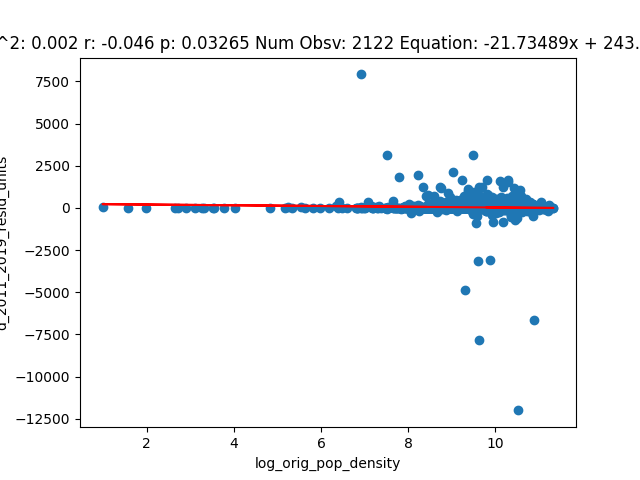 ^2: 0.002 r: -0.046 p: 0.03265 Num Obsv: 2122 Equation: -21.73489x + 243.
7500
5000
2500
0
−2500
−5000
−7500
−10000
−12500
d_2011_2019_resid_units
2 4 6 8 10
log_orig_pop_density